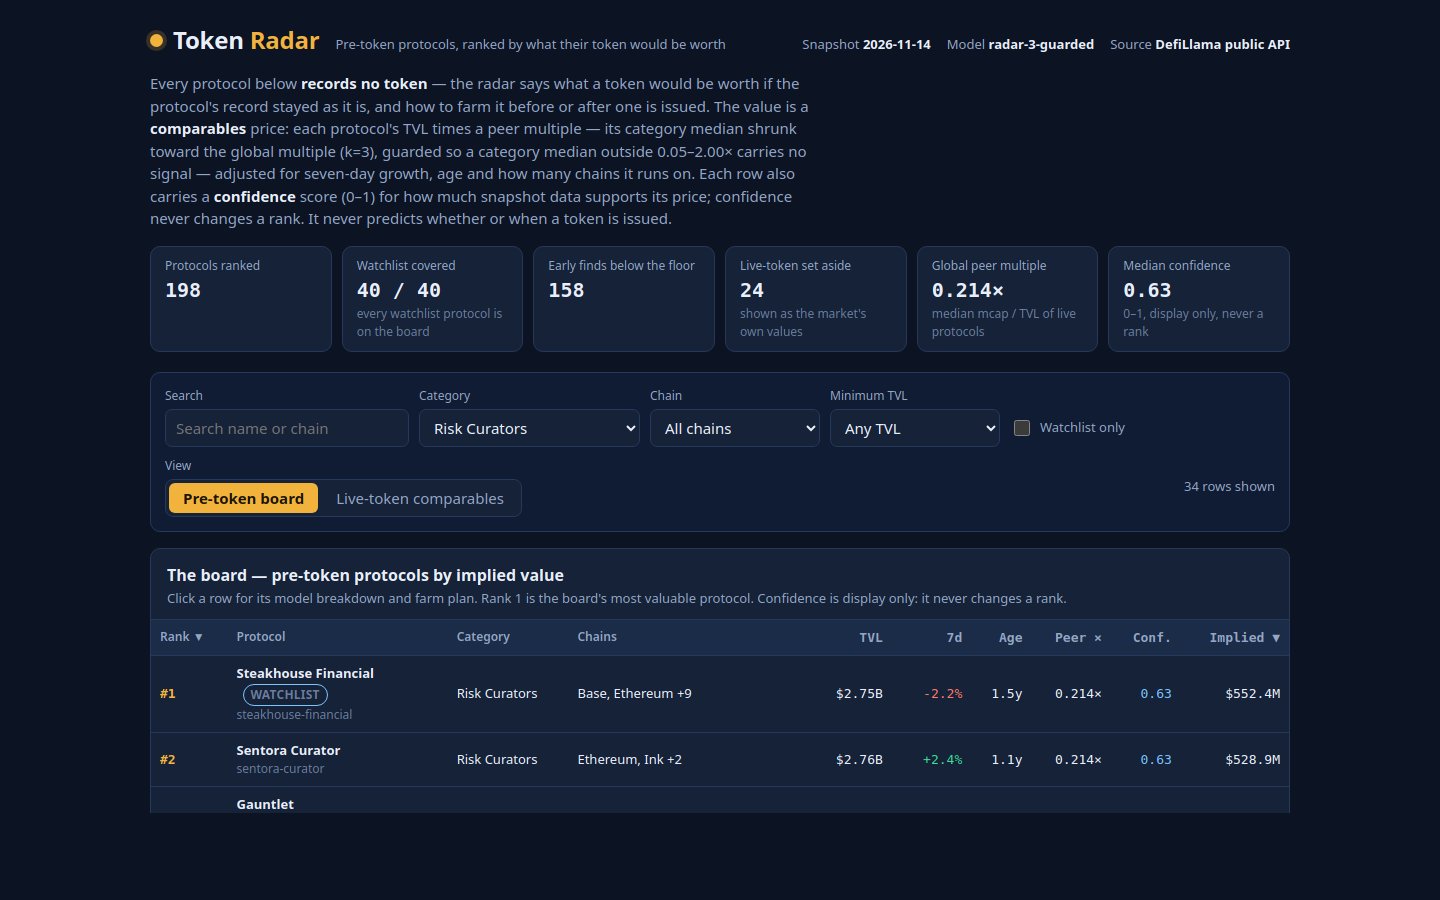 Token Radar Pre-token protocols, ranked by what their token would be worth Snapshot 2026-11-14 Model radar-3-guarded Source DefiLlama public API
Every protocol below records no token — the radar says what a token would be worth if the
protocol's record stayed as it is, and how to farm it before or after one is issued. The value is a
comparables price: each protocol's TVL times a peer multiple — its category median shrunk
toward the global multiple (k=3), guarded so a category median outside 0.05–2.00× carries no
signal — adjusted for seven-day growth, age and how many chains it runs on. Each row also
carries a confidence score (0–1) for how much snapshot data supports its price; confidence
never changes a rank. It never predicts whether or when a token is issued.
Protocols ranked
198
Watchlist covered
40 / 40
every watchlist protocol is
on the board
Early finds below the floor
158
Live-token set aside
24
shown as the market's
own values
Global peer multiple
0.214×
median mcap / TVL of live
protocols
Median confidence
0.63
0–1, display only, never a
rank
Search Category Chain Minimum TVL
Search name or chain Risk Curators All chains Any TVL Watchlist only
View
Pre-token board Live-token comparables 34 rows shown
The board — pre-token protocols by implied value
Click a row for its model breakdown and farm plan. Rank 1 is the board's most valuable protocol. Confidence is display only: it never changes a rank.
Rank ▼ Protocol Category Chains TVL 7d Age Peer × Conf. Implied ▼
Steakhouse Financial
#1 WATCHLIST Risk Curators Base, Ethereum +9 $2.75B -2.2% 1.5y 0.214× 0.63 $552.4M
steakhouse-financial
Sentora Curator
#2 Risk Curators Ethereum, Ink +2 $2.76B +2.4% 1.1y 0.214× 0.63 $528.9M
sentora-curator
Gauntlet